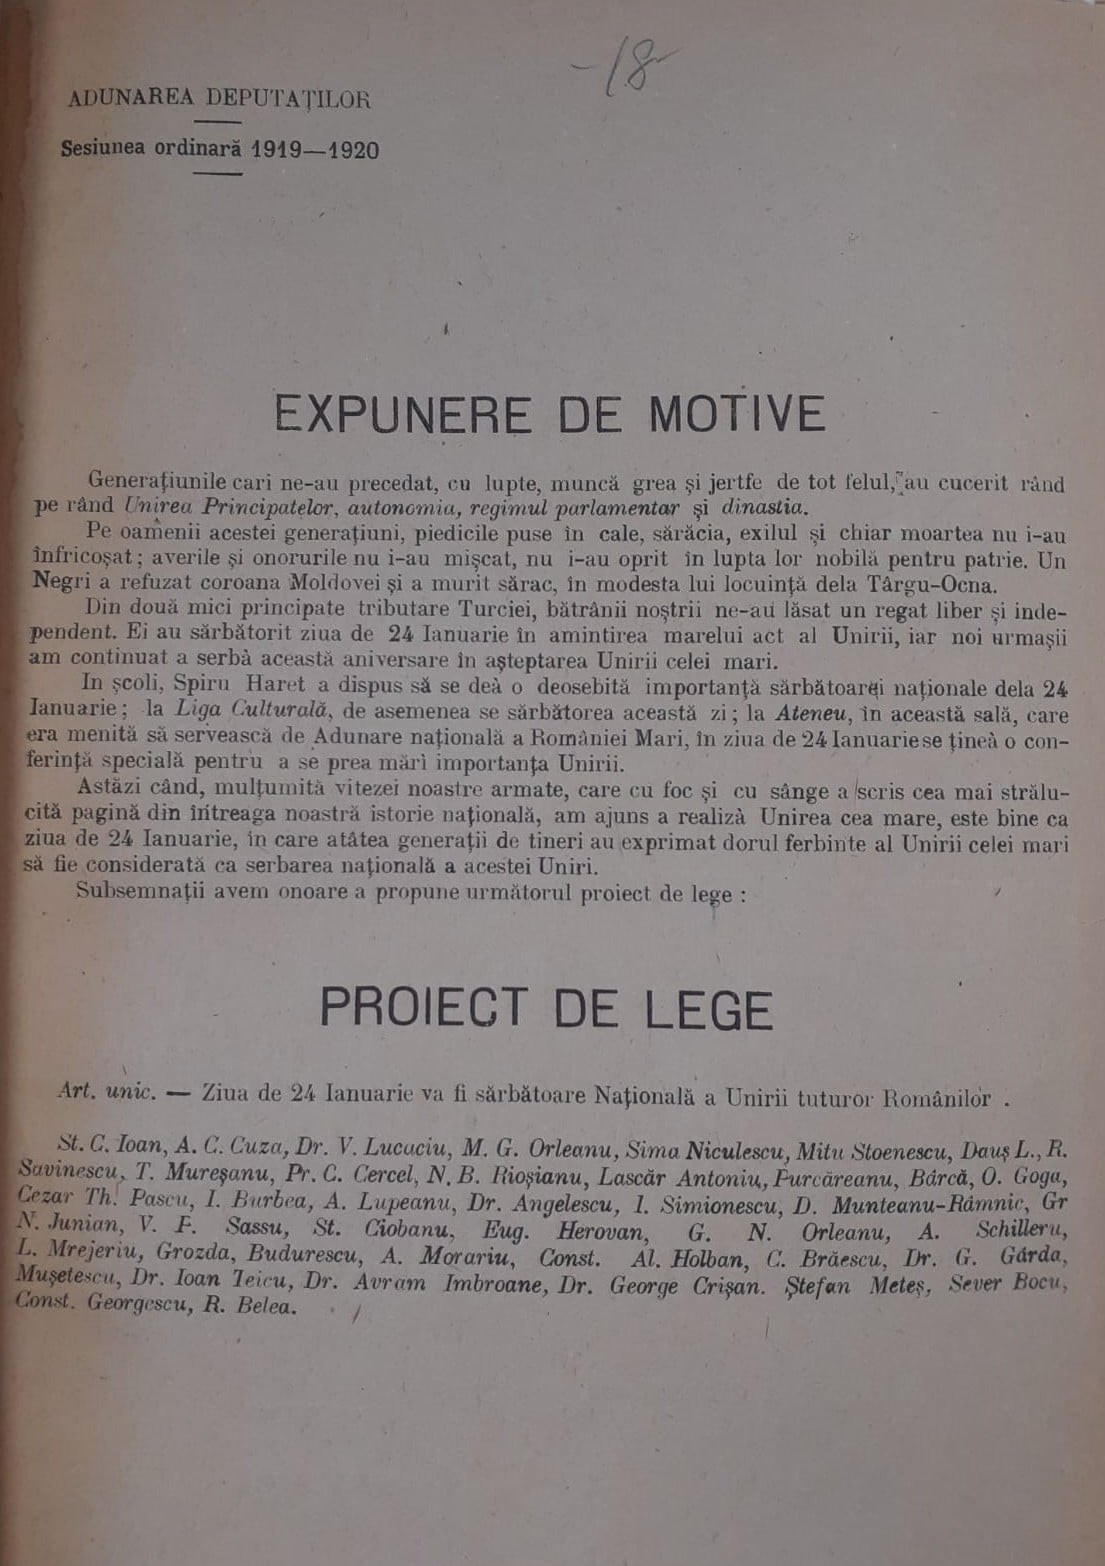 -18-
ADUNAREA DEPUTAȚILOR
Sesiunea ordinară 1919—1920
EXPUNERE DE MOTIVE
Generațiunile cari ne-au precedat, cu lupte, muncă grea și jertfe de tot felul, au cucerit rând
pe rând Unirea Principatelor, autonomia, regimul parlamentar și dinastia.
Pe oamenii acestei generațiuni, piedicile puse în cale, sărăcia, exilul și chiar moartea nu i-au
înfricoșat; averile și onorurile nu i-au mișcat, nu i-au oprit în lupta lor nobilă pentru patrie. Un
Negri a refuzat coroana Moldovei și a murit sărac, în modesta lui locuință dela Târgu-Ocna.
Din două mici principate tributare Turciei, bătrânii noștrii ne-au lăsat un regat liber și inde-
pendent. Ei au sărbătorit ziua de 24 Ianuarie în amintirea marelui act al Unirii, iar noi urmașii
am continuat a serbà această aniversare în așteptarea Unirii celei mari.
In școli, Spiru Haret a dispus să se deà o deosebită importanță sărbătoarei naționale dela 24
Ianuarie; la Liga Culturală, de asemenea se sărbătorea această zi; la Ateneu, în această sală, care
era menită să servească de Adunare națională a României Mari, în ziua de 24 Ianuarie se țineà o con-
ferință specială pentru a se prea mări importanța Unirii.
Astăzi când, mulțumită vitezei noastre armate, care cu foc și cu sânge a scris cea mai strălu-
cită pagină din întreaga noastră istorie națională, am ajuns a realizà Unirea cea mare, este bine ca
ziua de 24 Ianuarie, în care atâtea generații de tineri au exprimat dorul ferbinte al Unirii celei mari
să fie considerată ca serbarea națională a acestei Uniri.
Subsemnații avem onoare a propune următorul proiect de lege :
PROIECT DE LEGE
Art. unic. — Ziua de 24 Ianuarie va fi sărbătoare Națională a Unirii tuturor Românilor .
St. C. Ioan, A. C. Cuza, Dr. V. Lucaciu, M. G. Orleanu, Sima Niculescu, Mitu Stoenescu, Dauș L., R.
Savinescu, T. Mureșanu, Pr. C. Cercel, N. B. Rioșianu, Lascăr Antoniu, Furcăreanu, Bârcă, O. Goga,
Cezar Th. Pascu, I. Burbea, A. Lupeanu, Dr. Angelescu, I. Simionescu, D. Munteanu-Râmnic, Gr
N. Junian, V. F. Sassu, St. Ciobanu, Eug. Herovan, G. N. Orleanu, A. Schilleru,
L. Mrejeriu, Grozda, Budurescu, A. Morariu, Const. Al. Holban, C. Brăescu, Dr. G. Gârda,
Mușetescu, Dr. Ioan Teicu, Dr. Avram Imbroane, Dr. George Crișan. Ștefan Meteș, Sever Bocu,
Const. Georgescu, R. Belea.